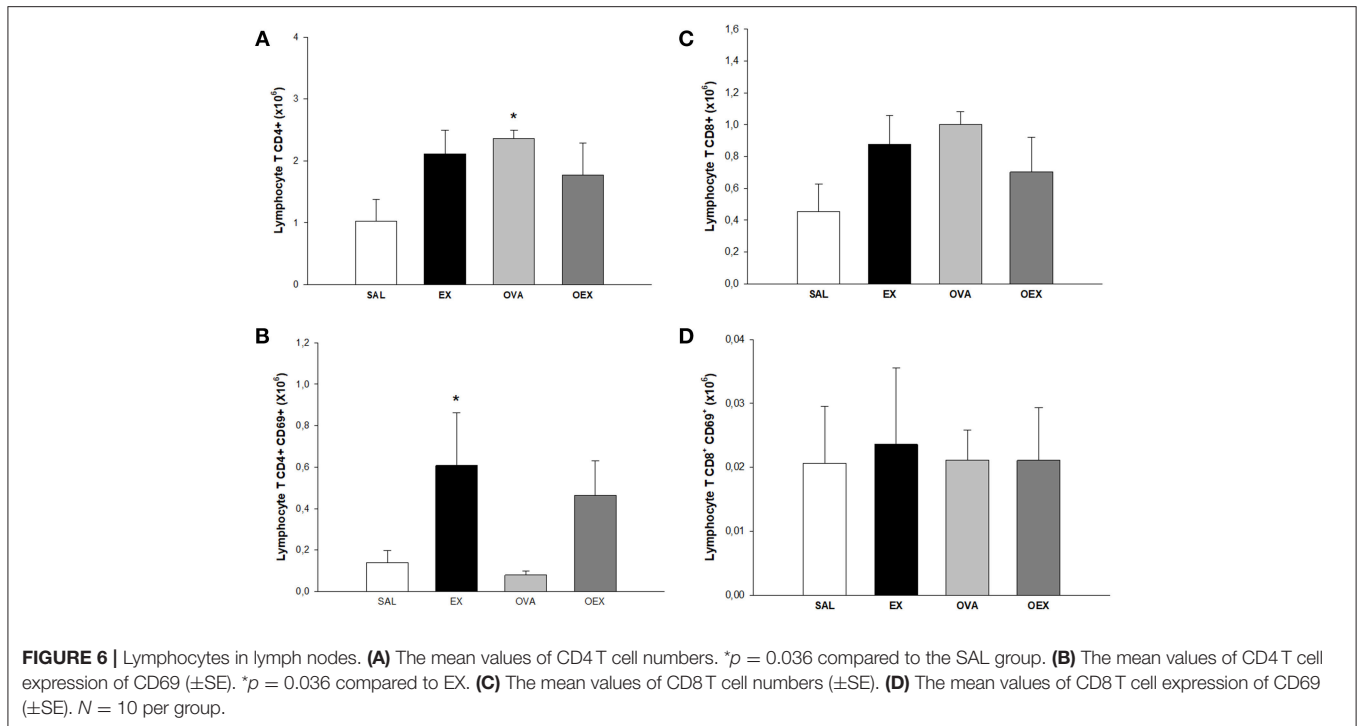 A
Lymphocyte T CD4+ (x10⁶)
4
3
2
1
0
*
SAL EX OVA OEX
C
Lymphocyte T CD8+ (x10⁶)
1,6
1,4
1,2
1,0
0,8
0,6
0,4
0,2
0,0
SAL EX OVA OEX
B
Lymphocyte T CD4+ CD69+ (X10⁶)
1,2
1,0
0,8
0,6
0,4
0,2
0,0
*
SAL EX OVA OEX
D
Lymphocyte T CD8⁺ CD69⁺ (x10⁶)
0,04
0,03
0,02
0,01
0,00
SAL EX OVA OEX
FIGURE 6 | Lymphocytes in lymph nodes. (A) The mean values of CD4 T cell numbers. *p = 0.036 compared to the SAL group. (B) The mean values of CD4 T cell
expression of CD69 (±SE). *p = 0.036 compared to EX. (C) The mean values of CD8 T cell numbers (±SE). (D) The mean values of CD8 T cell expression of CD69
(±SE). N = 10 per group.